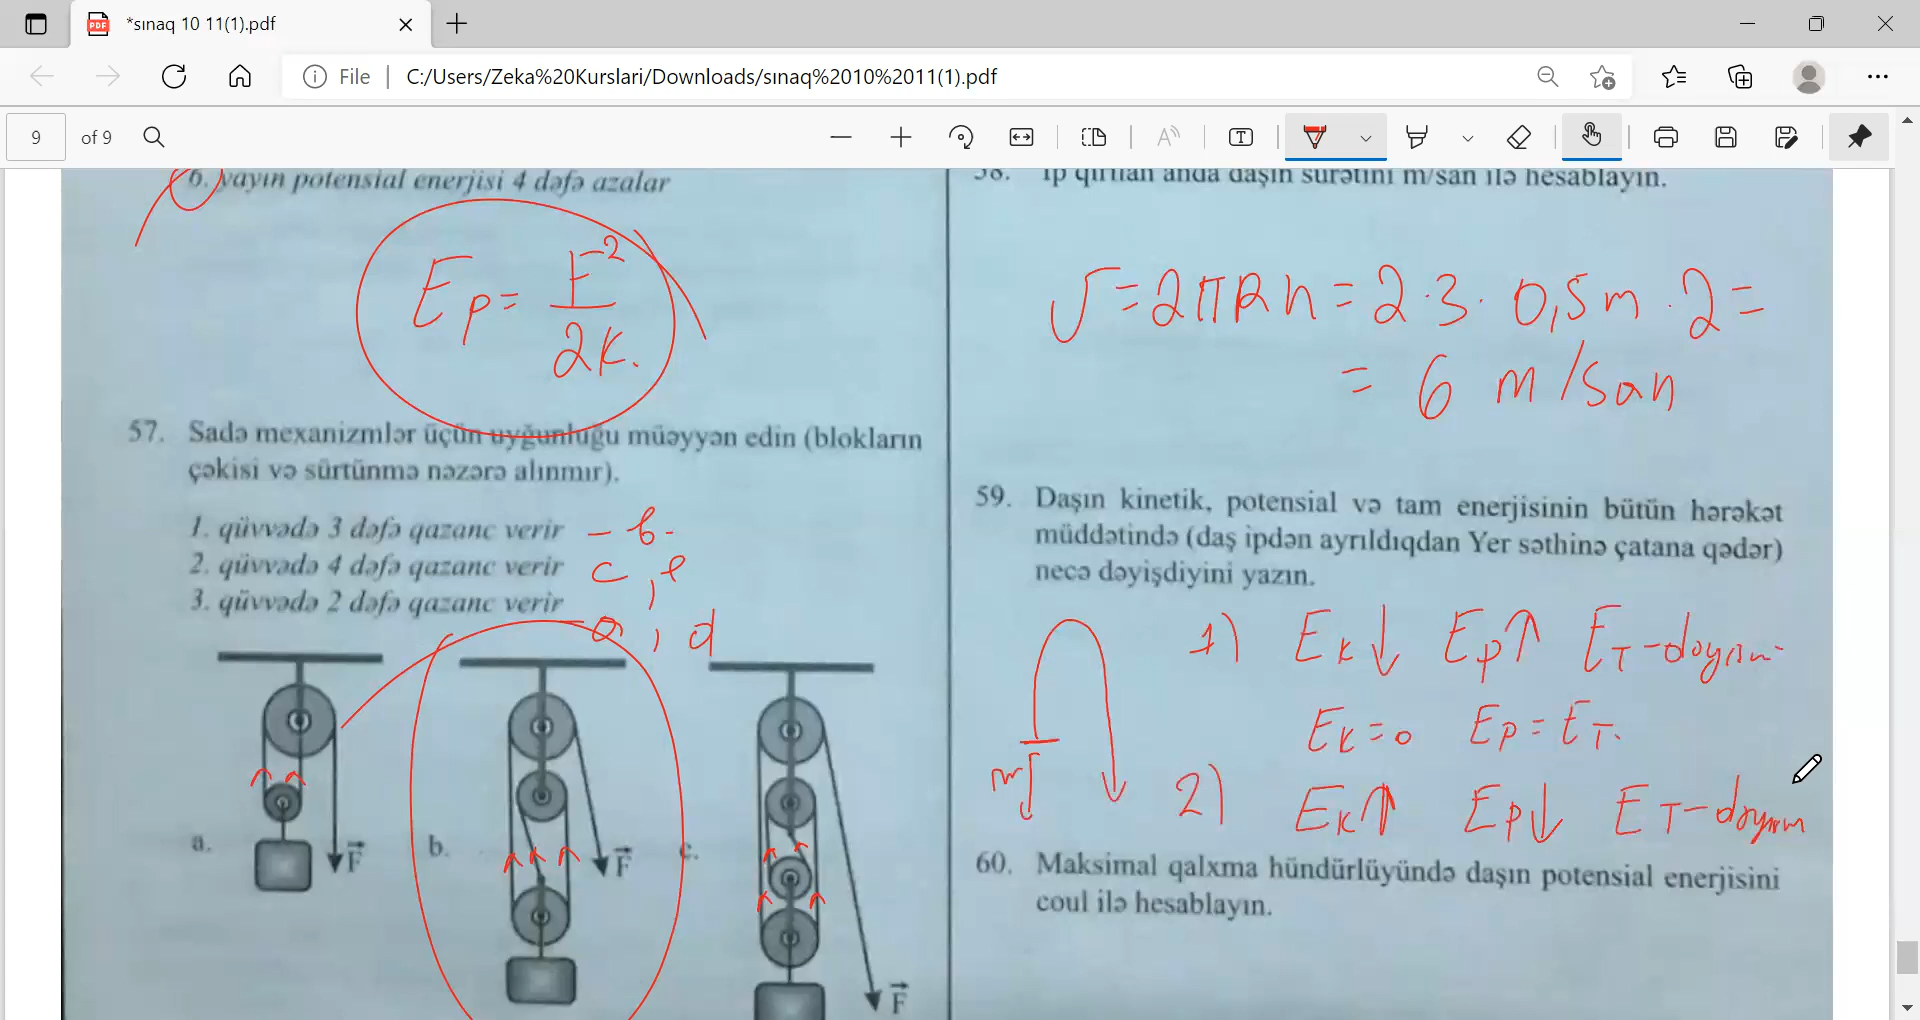 *sınaq 10 11(1).pdf
File
C:/Users/Zeka%20Kurslari/Downloads/sınaq%2010%2011(1).pdf
9 of 9
6. yayın potensial enerjisi 4 dəfə azalar
Ep = F²/2k.
57. Sadə mexanizmlər üçün uyğunluğu müəyyən edin (blokların
çəkisi və sürtünmə nəzərə alınmır).
1. qüvvədə 3 dəfə qazanc verir - b -
2. qüvvədə 4 dəfə qazanc verir c, e
3. qüvvədə 2 dəfə qazanc verir - a, d
a.
F
b.
F
c.
F
58. İp qırılan anda daşın sürətini m/san ilə hesablayın.
v = 2πRn = 2·3·0,5m·2 =
= 6 m/san
59. Daşın kinetik, potensial və tam enerjisinin bütün hərəkət
müddətində (daş ipdən ayrıldıqdan Yer səthinə çatana qədər)
necə dəyişdiyini yazın.
1) EK↓ Ep↑ ET-dəyişm-
EK=0 Ep=ET.
2) EK↑ Ep↓ ET-dəyişm
60. Maksimal qalxma hündürlüyündə daşın potensial enerjisini
coul ilə hesablayın.